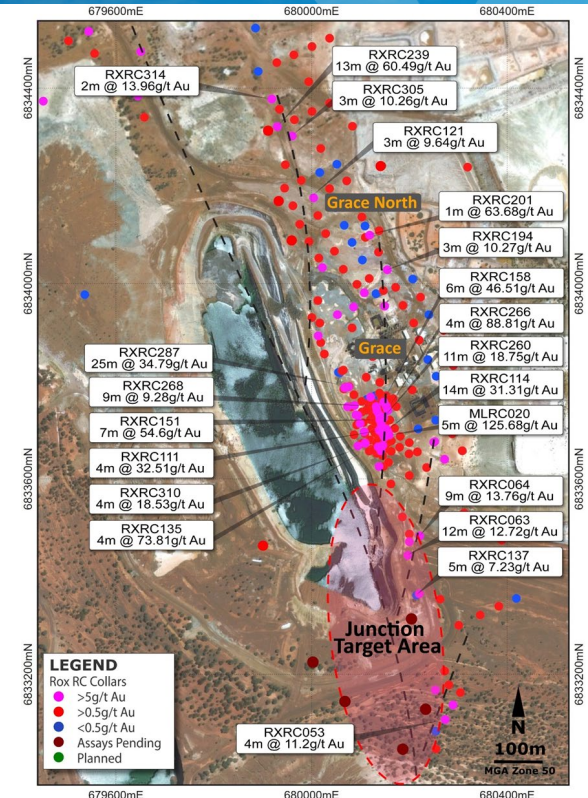 679600mE
680000mE
680400mE
6834400mN
6834000mN
6833600mN
6833200mN
RXRC314
2m @ 13.96g/t Au
RXRC239
13m @ 60.49g/t Au
RXRC305
3m @ 10.26g/t Au
RXRC121
3m @ 9.64g/t Au
Grace North
RXRC201
1m @ 63.68g/t Au
RXRC194
3m @ 10.27g/t Au
RXRC158
6m @ 46.51g/t Au
RXRC266
4m @ 88.81g/t Au
Grace
RXRC260
11m @ 18.75g/t Au
RXRC114
14m @ 31.31g/t Au
MLRC020
5m @ 125.68g/t Au
RXRC287
25m @ 34.79g/t Au
RXRC268
9m @ 9.28g/t Au
RXRC151
7m @ 54.6g/t Au
RXRC111
4m @ 32.51g/t Au
RXRC310
4m @ 18.53g/t Au
RXRC135
4m @ 73.81g/t Au
RXRC064
9m @ 13.76g/t Au
RXRC063
12m @ 12.72g/t Au
RXRC137
5m @ 7.23g/t Au
Junction
Target Area
RXRC053
4m @ 11.2g/t Au
LEGEND
Rox RC Collars
>5g/t Au
>0.5g/t Au
<0.5g/t Au
Assays Pending
Planned
N
100m
MGA Zone 50
679600mE
680000mE
680400mE